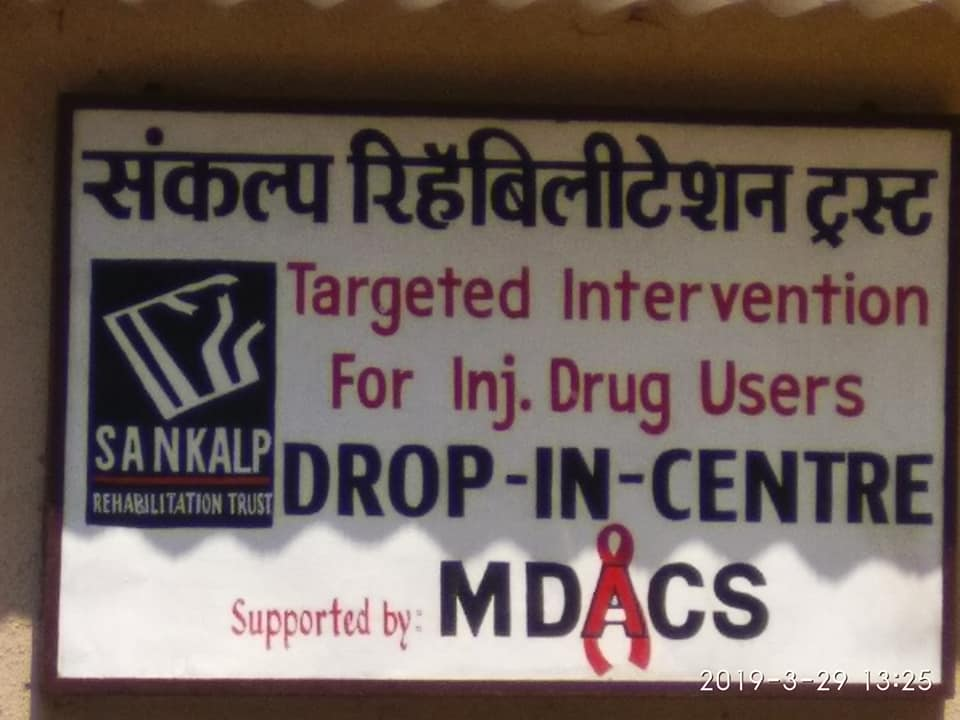 संकल्प रिहॅबिलीटेशन ट्रस्ट
Targeted Intervention
For Inj. Drug Users
SANKALP
REHABILITATION TRUST
DROP-IN-CENTRE
Supported by: MDACS
2019-3-29 13:25